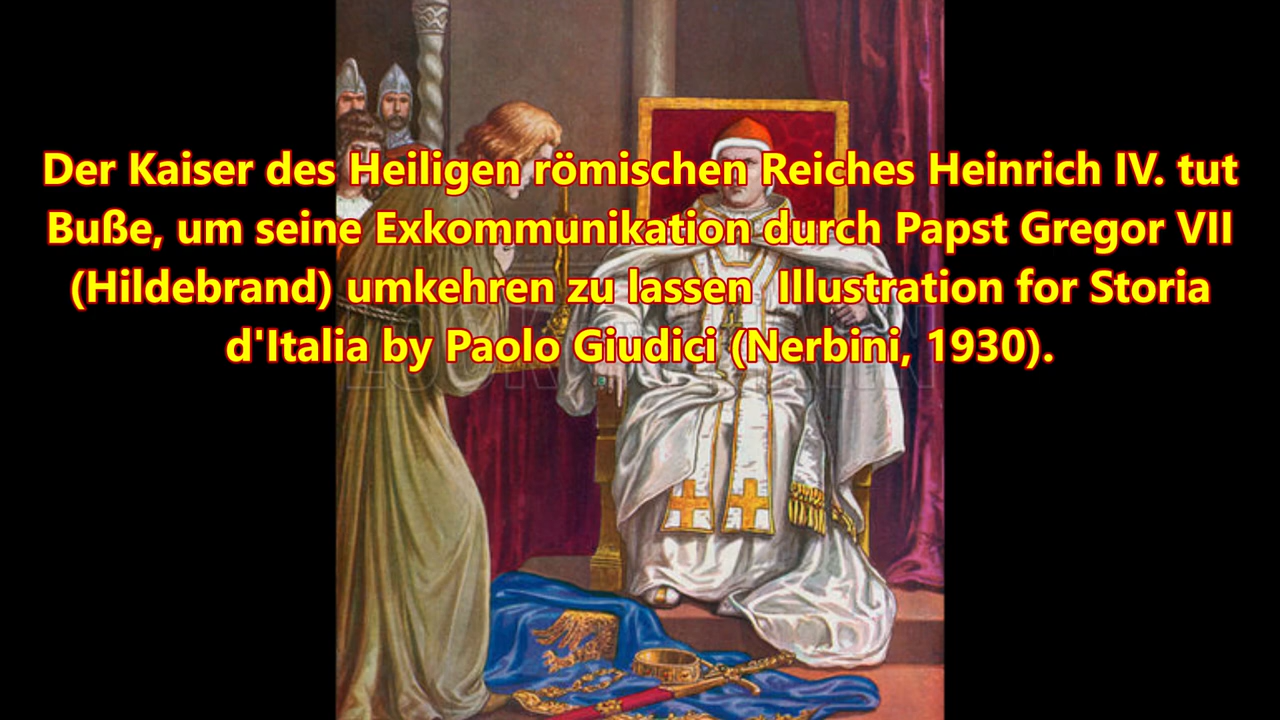 Der Kaiser des Heiligen römischen Reiches Heinrich IV. tut
Buße, um seine Exkommunikation durch Papst Gregor VII
(Hildebrand) umkehren zu lassen  Illustration for Storia
d'Italia by Paolo Giudici (Nerbini, 1930).